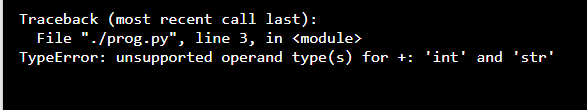 Traceback (most recent call last):
  File "./prog.py", line 3, in <module>
TypeError: unsupported operand type(s) for +: 'int' and 'str'